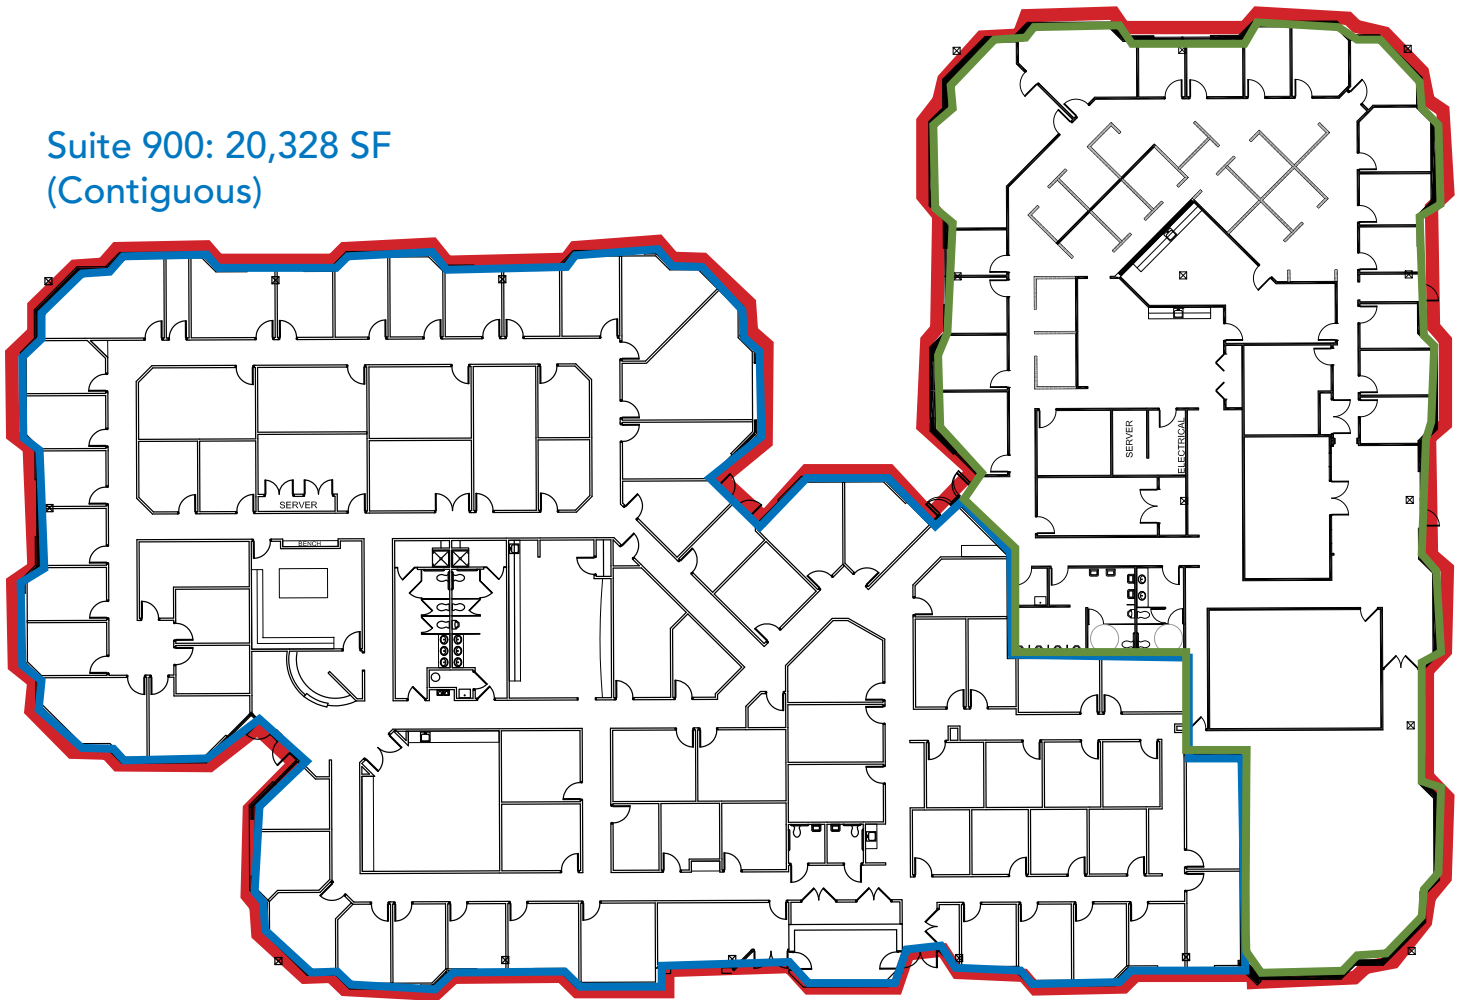 Suite 900: 20,328 SF
(Contiguous)
SERVER
ELECTRICAL
SERVER
BENCH